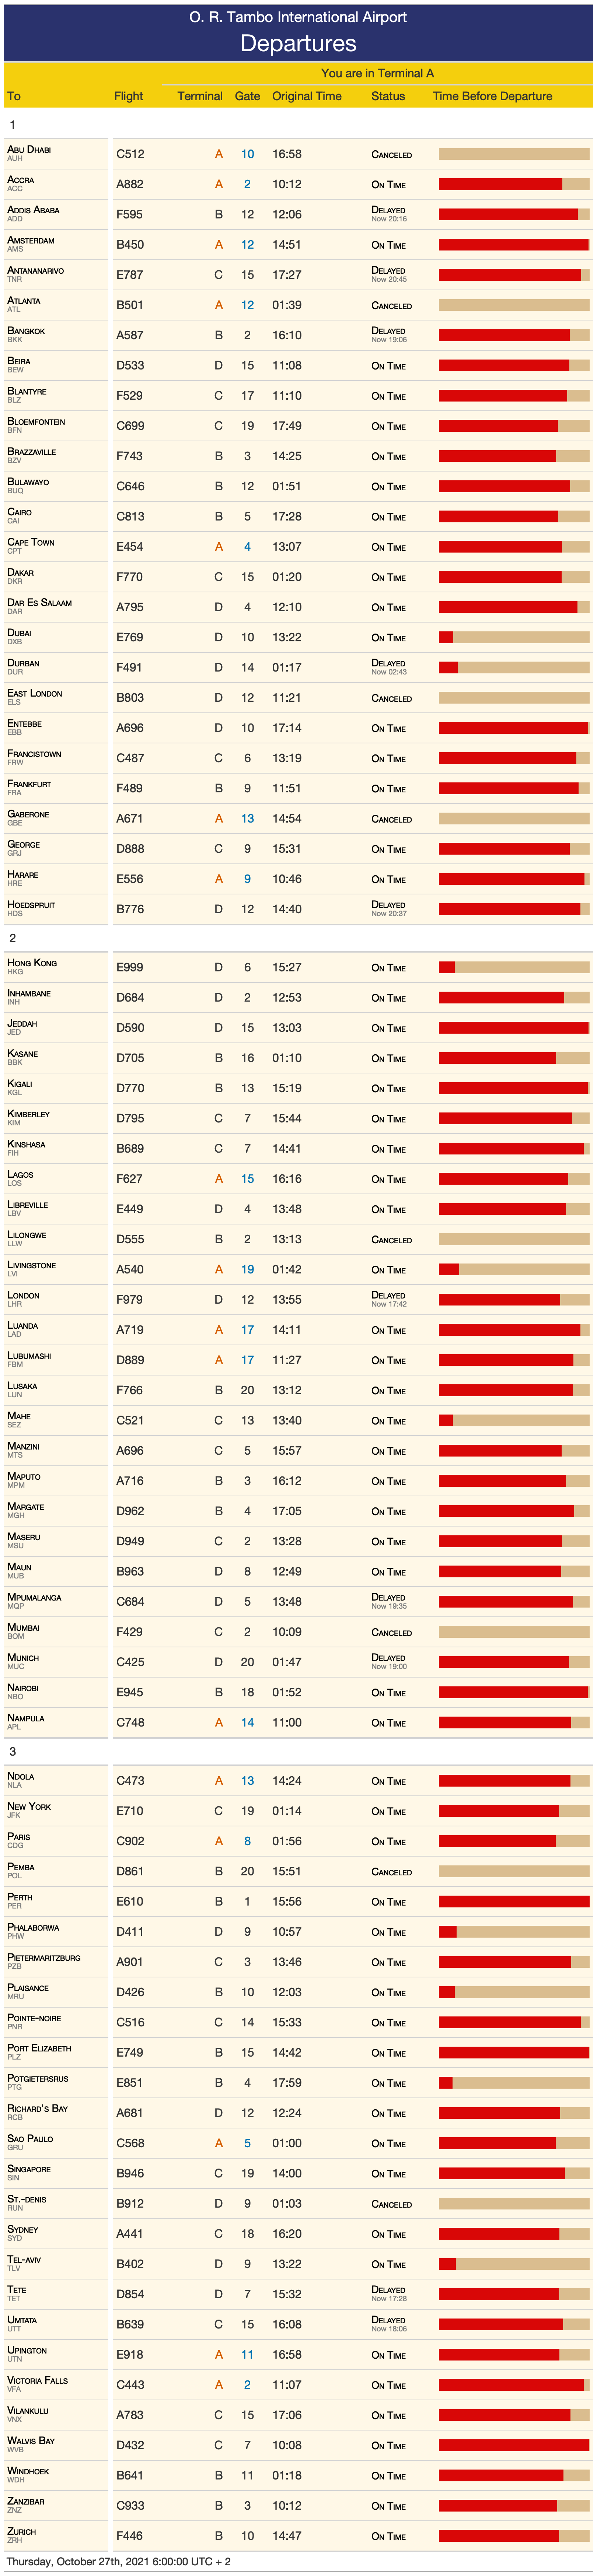 O. R. Tambo International Airport
Departures
You are in Terminal A
To Flight Terminal Gate Original Time Status Time Before Departure
1
Abu Dhabi C512 A 10 16:58 Canceled
AUH
Accra A882 A 2 10:12 On Time
ACC
Addis Ababa F595 B 12 12:06 Delayed
ADD Now 20:16
Amsterdam B450 A 12 14:51 On Time
AMS
Antananarivo E787 C 15 17:27 Delayed
TNR Now 20:45
Atlanta B501 A 12 01:39 Canceled
ATL
Bangkok A587 B 2 16:10 Delayed
BKK Now 19:06
Beira D533 D 15 11:08 On Time
BEW
Blantyre F529 C 17 11:10 On Time
BLZ
Bloemfontein C699 C 19 17:49 On Time
BFN
Brazzaville F743 B 3 14:25 On Time
BZV
Bulawayo C646 B 12 01:51 On Time
BUQ
Cairo C813 B 5 17:28 On Time
CAI
Cape Town E454 A 4 13:07 On Time
CPT
Dakar F770 C 15 01:20 On Time
DKR
Dar Es Salaam A795 D 4 12:10 On Time
DAR
Dubai E769 D 10 13:22 On Time
DXB
Durban F491 D 14 01:17 Delayed
DUR Now 02:43
East London B803 D 12 11:21 Canceled
ELS
Entebbe A696 D 10 17:14 On Time
EBB
Francistown C487 C 6 13:19 On Time
FRW
Frankfurt F489 B 9 11:51 On Time
FRA
Gaberone A671 A 13 14:54 Canceled
GBE
George D888 C 9 15:31 On Time
GRJ
Harare E556 A 9 10:46 On Time
HRE
Hoedspruit B776 D 12 14:40 Delayed
HDS Now 20:37
2
Hong Kong E999 D 6 15:27 On Time
HKG
Inhambane D684 D 2 12:53 On Time
INH
Jeddah D590 D 15 13:03 On Time
JED
Kasane D705 B 16 01:10 On Time
BBK
Kigali D770 B 13 15:19 On Time
KGL
Kimberley D795 C 7 15:44 On Time
KIM
Kinshasa B689 C 7 14:41 On Time
FIH
Lagos F627 A 15 16:16 On Time
LOS
Libreville E449 D 4 13:48 On Time
LBV
Lilongwe D555 B 2 13:13 Canceled
LLW
Livingstone A540 A 19 01:42 On Time
LVI
London F979 D 12 13:55 Delayed
LHR Now 17:42
Luanda A719 A 17 14:11 On Time
LAD
Lubumashi D889 A 17 11:27 On Time
FBM
Lusaka F766 B 20 13:12 On Time
LUN
Mahe C521 C 13 13:40 On Time
SEZ
Manzini A696 C 5 15:57 On Time
MTS
Maputo A716 B 3 16:12 On Time
MPM
Margate D962 B 4 17:05 On Time
MGH
Maseru D949 C 2 13:28 On Time
MSU
Maun B963 D 8 12:49 On Time
MUB
Mpumalanga C684 D 5 13:48 Delayed
MQP Now 19:35
Mumbai F429 C 2 10:09 Canceled
BOM
Munich C425 D 20 01:47 Delayed
MUC Now 19:00
Nairobi E945 B 18 01:52 On Time
NBO
Nampula C748 A 14 11:00 On Time
APL
3
Ndola C473 A 13 14:24 On Time
NLA
New York E710 C 19 01:14 On Time
JFK
Paris C902 A 8 01:56 On Time
CDG
Pemba D861 B 20 15:51 Canceled
POL
Perth E610 B 1 15:56 On Time
PER
Phalaborwa D411 D 9 10:57 On Time
PHW
Pietermaritzburg A901 C 3 13:46 On Time
PZB
Plaisance D426 B 10 12:03 On Time
MRU
Pointe-noire C516 C 14 15:33 On Time
PNR
Port Elizabeth E749 B 15 14:42 On Time
PLZ
Potgietersrus E851 B 4 17:59 On Time
PTG
Richard's Bay A681 D 12 12:24 On Time
RCB
Sao Paulo C568 A 5 01:00 On Time
GRU
Singapore B946 C 19 14:00 On Time
SIN
St.-denis B912 D 9 01:03 Canceled
RUN
Sydney A441 C 18 16:20 On Time
SYD
Tel-aviv B402 D 9 13:22 On Time
TLV
Tete D854 D 7 15:32 Delayed
TET Now 17:28
Umtata B639 C 15 16:08 Delayed
UTT Now 18:06
Upington E918 A 11 16:58 On Time
UTN
Victoria Falls C443 A 2 11:07 On Time
VFA
Vilankulu A783 C 15 17:06 On Time
VNX
Walvis Bay D432 C 7 10:08 On Time
WVB
Windhoek B641 B 11 01:18 On Time
WDH
Zanzibar C933 B 3 10:12 On Time
ZNZ
Zurich F446 B 10 14:47 On Time
ZRH
Thursday, October 27th, 2021 6:00:00 UTC + 2